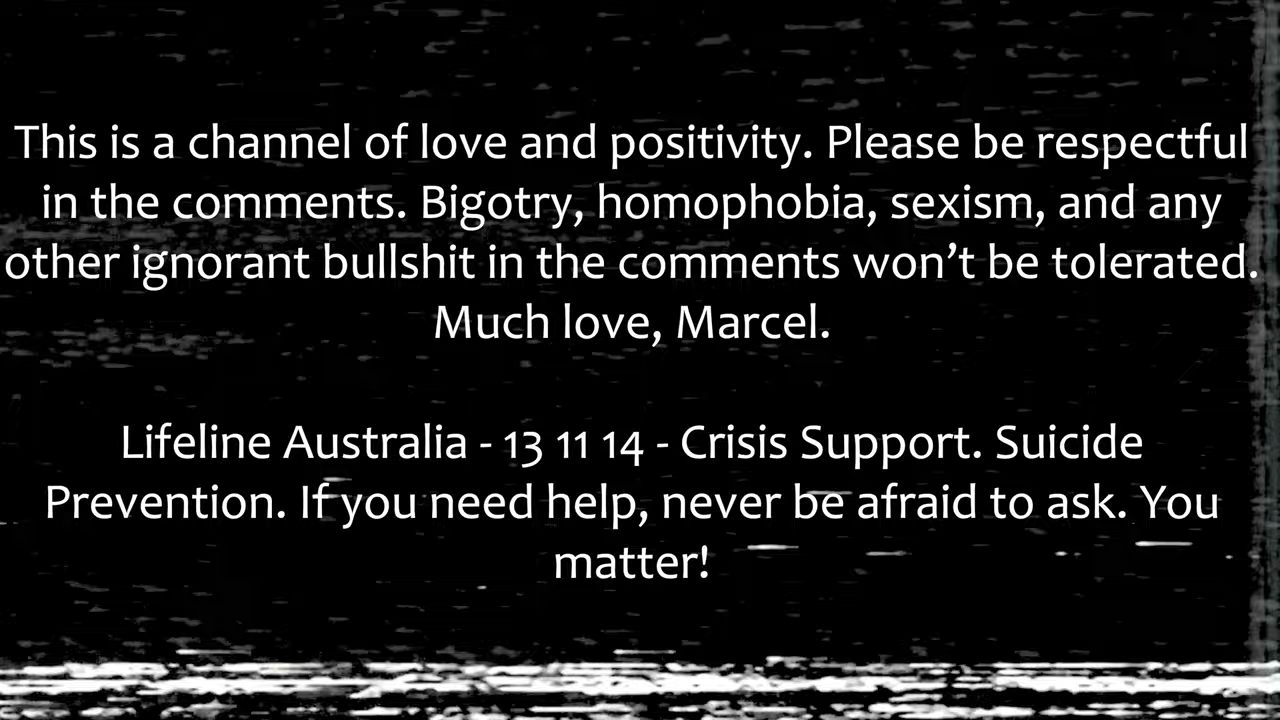 This is a channel of love and positivity. Please be respectful
in the comments. Bigotry, homophobia, sexism, and any
other ignorant bullshit in the comments won’t be tolerated.
Much love, Marcel.
Lifeline Australia - 13 11 14 - Crisis Support. Suicide
Prevention. If you need help, never be afraid to ask. You
matter!